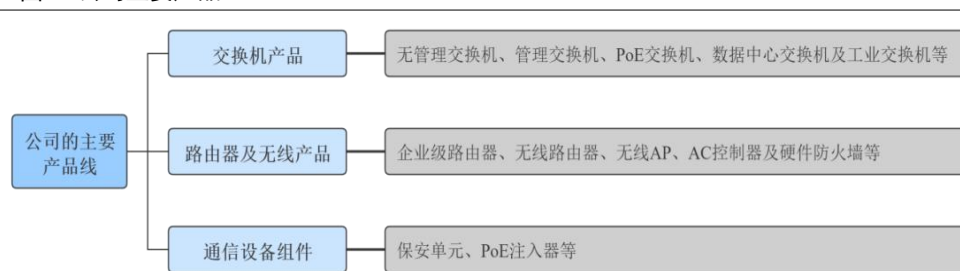 交换机产品
无管理交换机、管理交换机、PoE交换机、数据中心交换机及工业交换机等
公司的主要
产品线
路由器及无线产品
企业级路由器、无线路由器、无线AP、AC控制器及硬件防火墙等
通信设备组件
保安单元、PoE注入器等